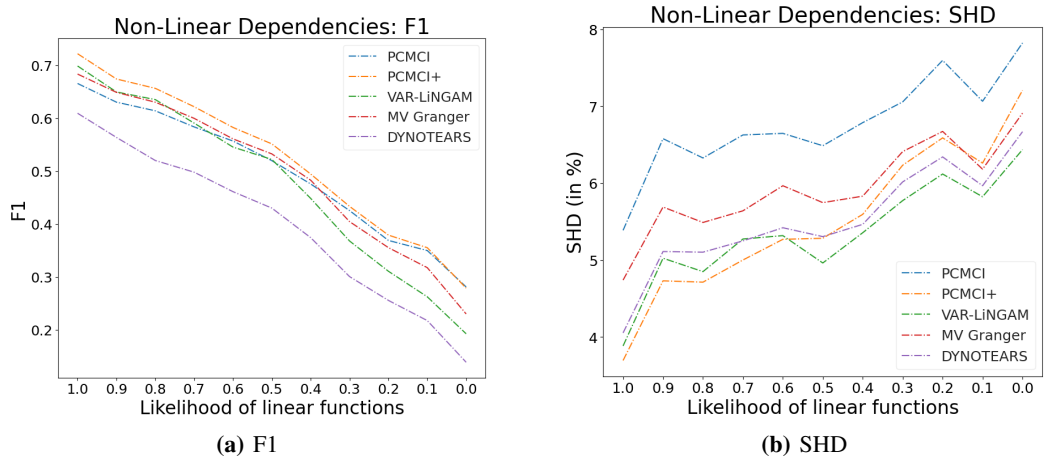 Non-Linear Dependencies: F1
F1
0.7
0.6
0.5
0.4
0.3
0.2
PCMCI
PCMCI+
VAR-LiNGAM
MV Granger
DYNOTEARS
1.0 0.9 0.8 0.7 0.6 0.5 0.4 0.3 0.2 0.1 0.0
Likelihood of linear functions
(a) F1
Non-Linear Dependencies: SHD
SHD (in %)
8
7
6
5
4
PCMCI
PCMCI+
VAR-LiNGAM
MV Granger
DYNOTEARS
1.0 0.9 0.8 0.7 0.6 0.5 0.4 0.3 0.2 0.1 0.0
Likelihood of linear functions
(b) SHD